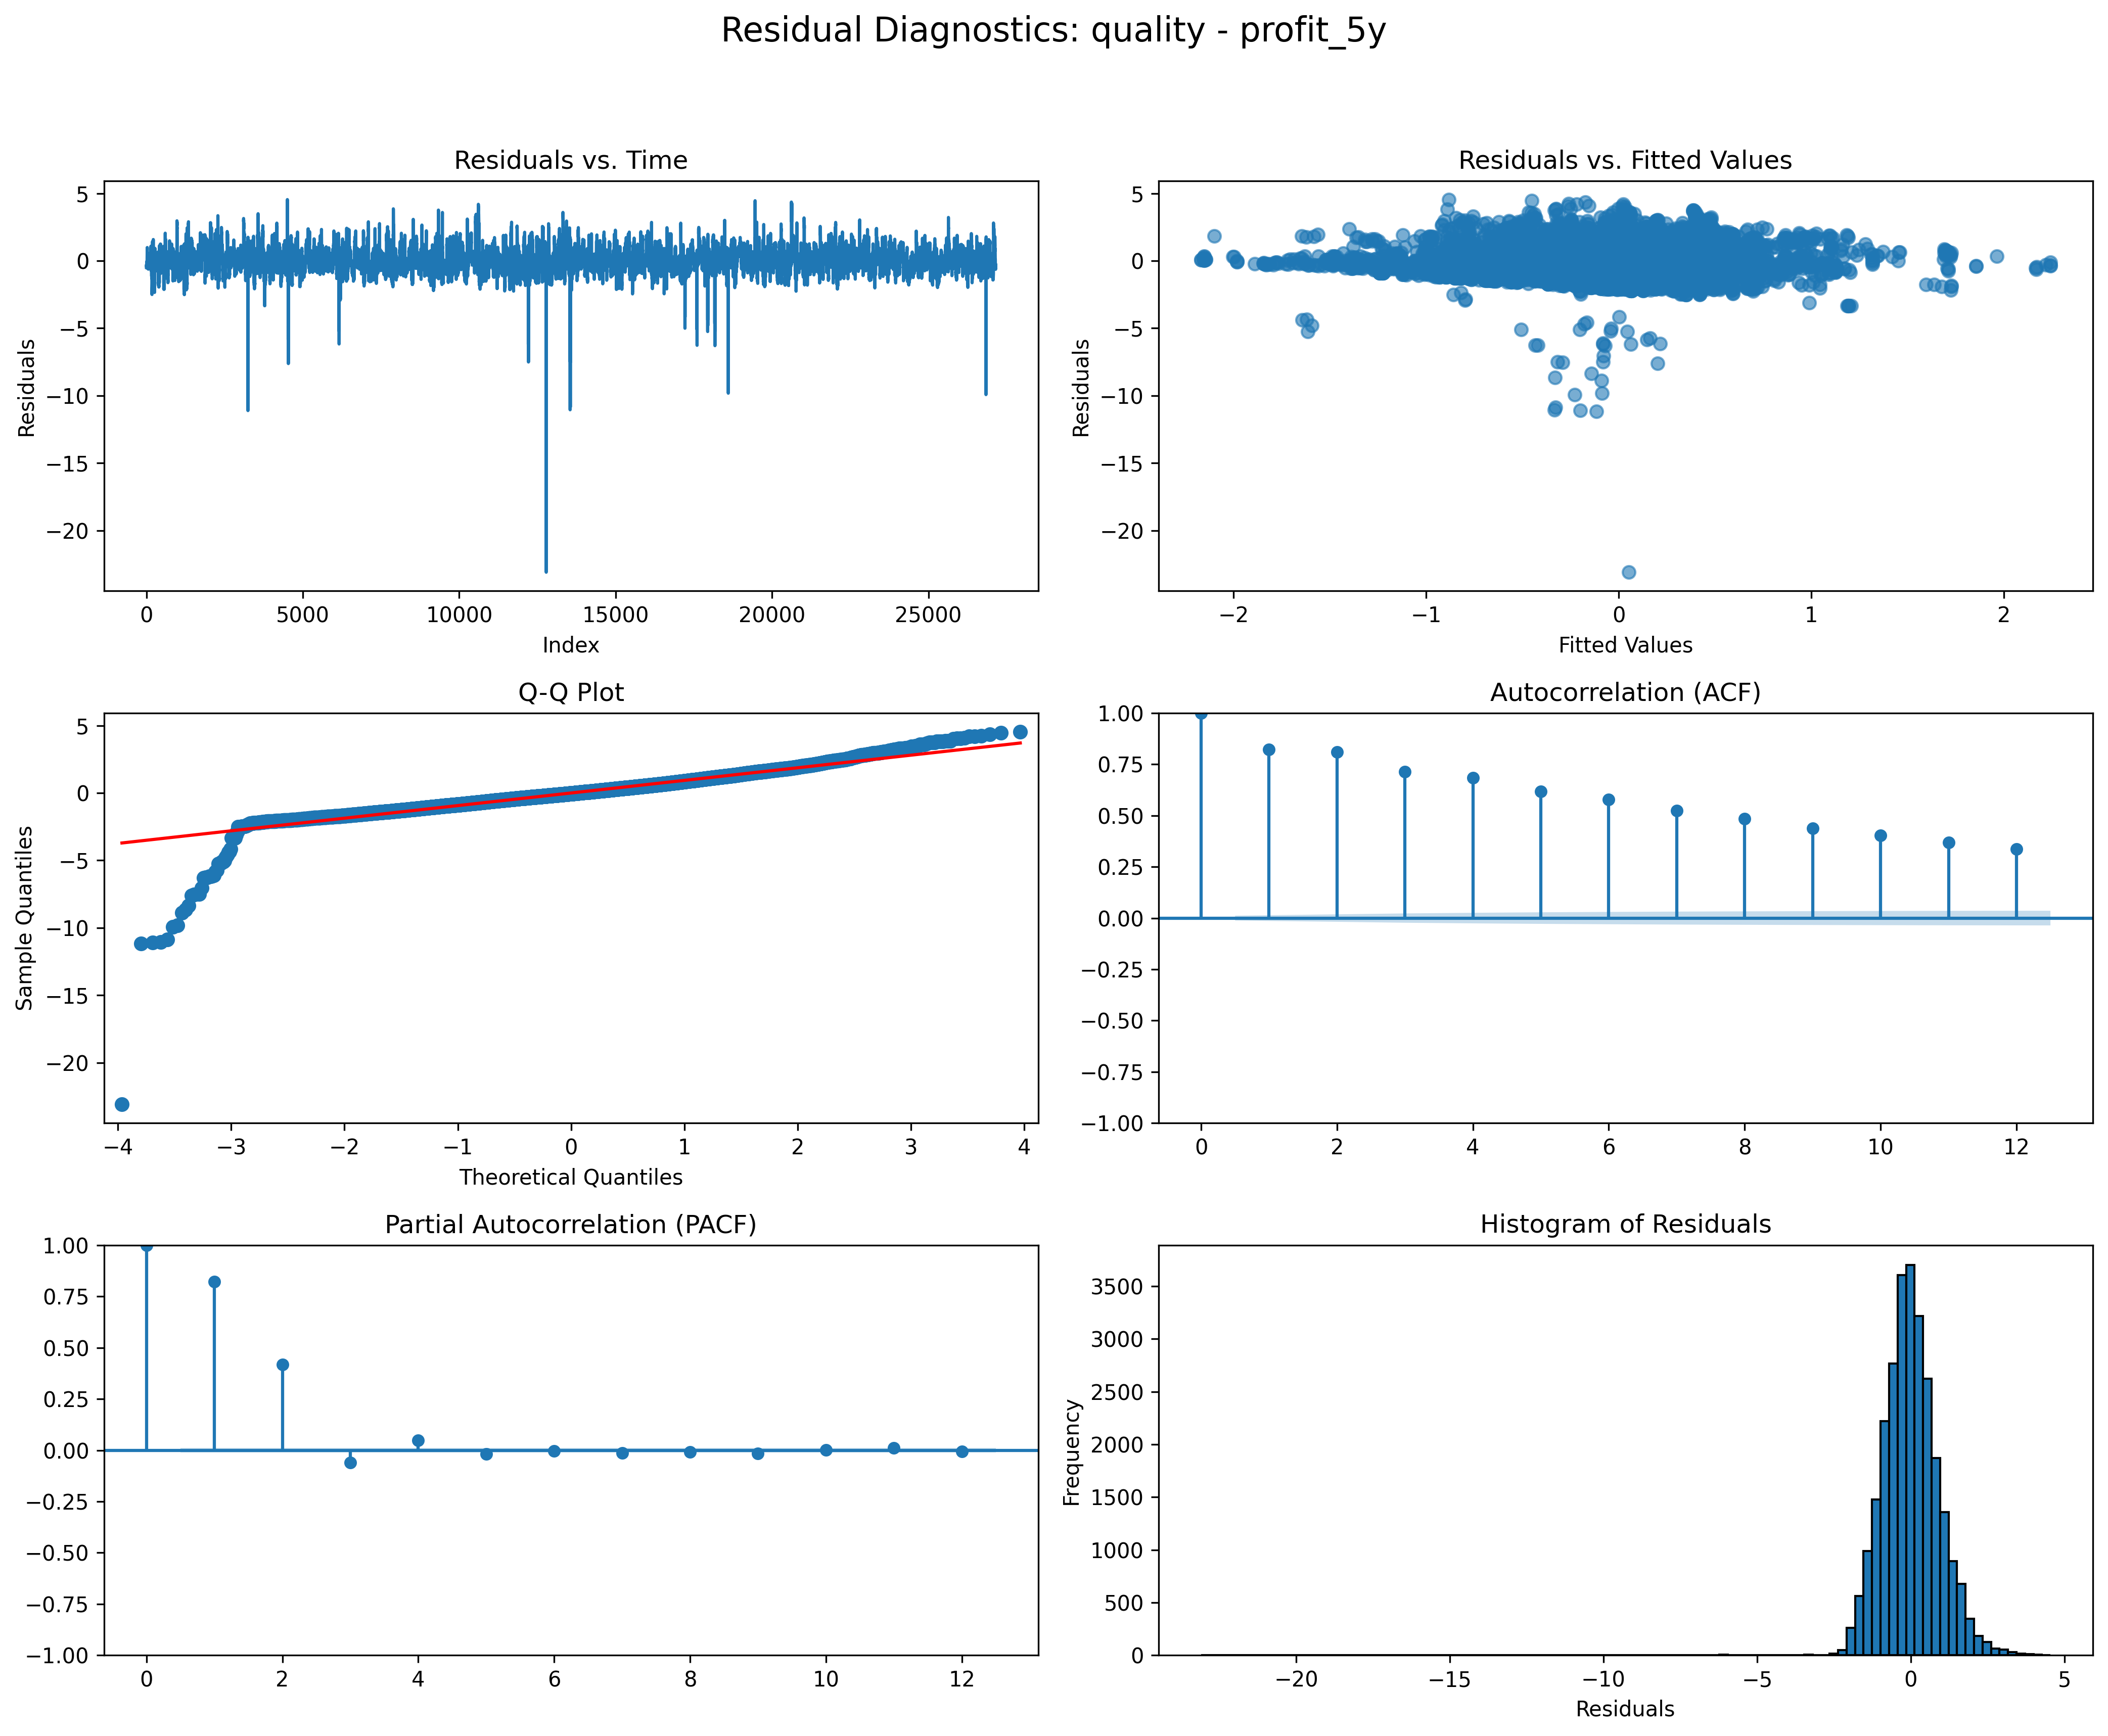 Residual Diagnostics: quality - profit_5y
Residuals vs. Time
5
0
−5
−10
−15
−20
Residuals
0 5000 10000 15000 20000 25000
Index
Residuals vs. Fitted Values
5
0
−5
−10
−15
−20
Residuals
−2 −1 0 1 2
Fitted Values
Q-Q Plot
5
0
−5
−10
−15
−20
Sample Quantiles
−4 −3 −2 −1 0 1 2 3 4
Theoretical Quantiles
Autocorrelation (ACF)
1.00
0.75
0.50
0.25
0.00
−0.25
−0.50
−0.75
−1.00
0 2 4 6 8 10 12
Partial Autocorrelation (PACF)
1.00
0.75
0.50
0.25
0.00
−0.25
−0.50
−0.75
−1.00
0 2 4 6 8 10 12
Histogram of Residuals
3500
3000
2500
2000
1500
1000
500
0
Frequency
−20 −15 −10 −5 0 5
Residuals